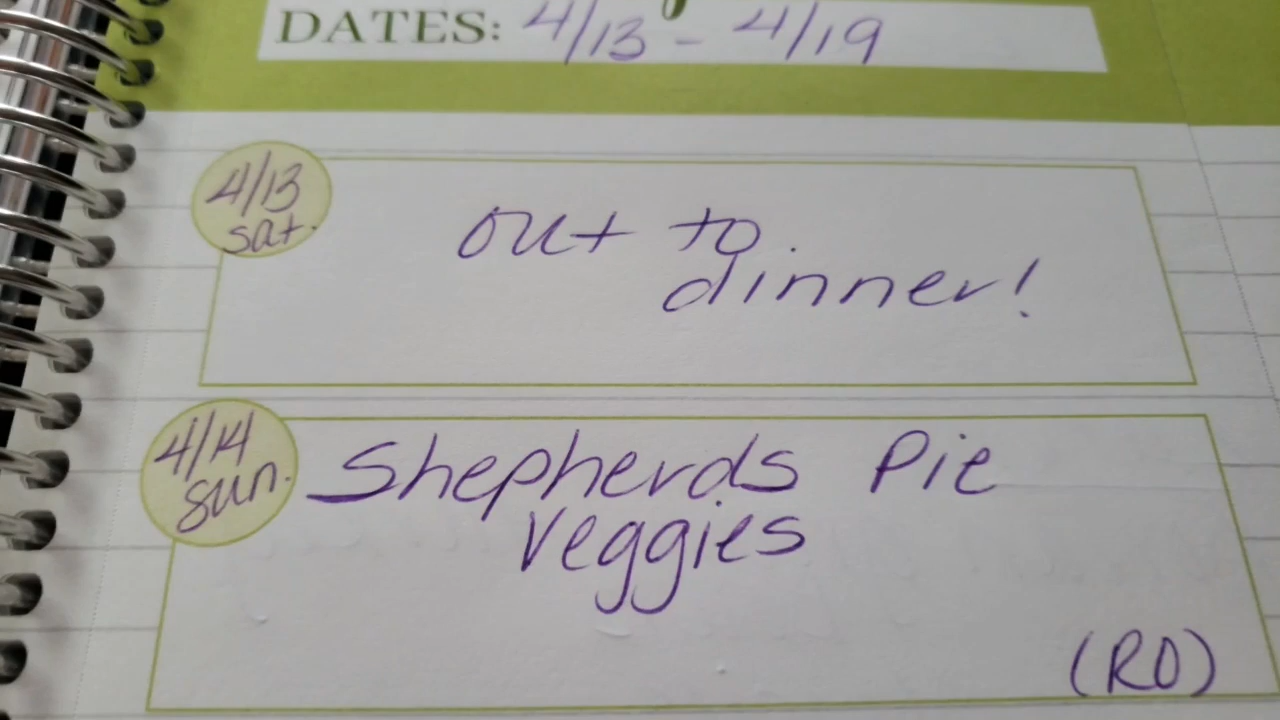 DATES: 4/13 - 4/19
4/13
sat.
out to
dinner!
4/14
sun.
Shepherds Pie
Veggies
(RO)